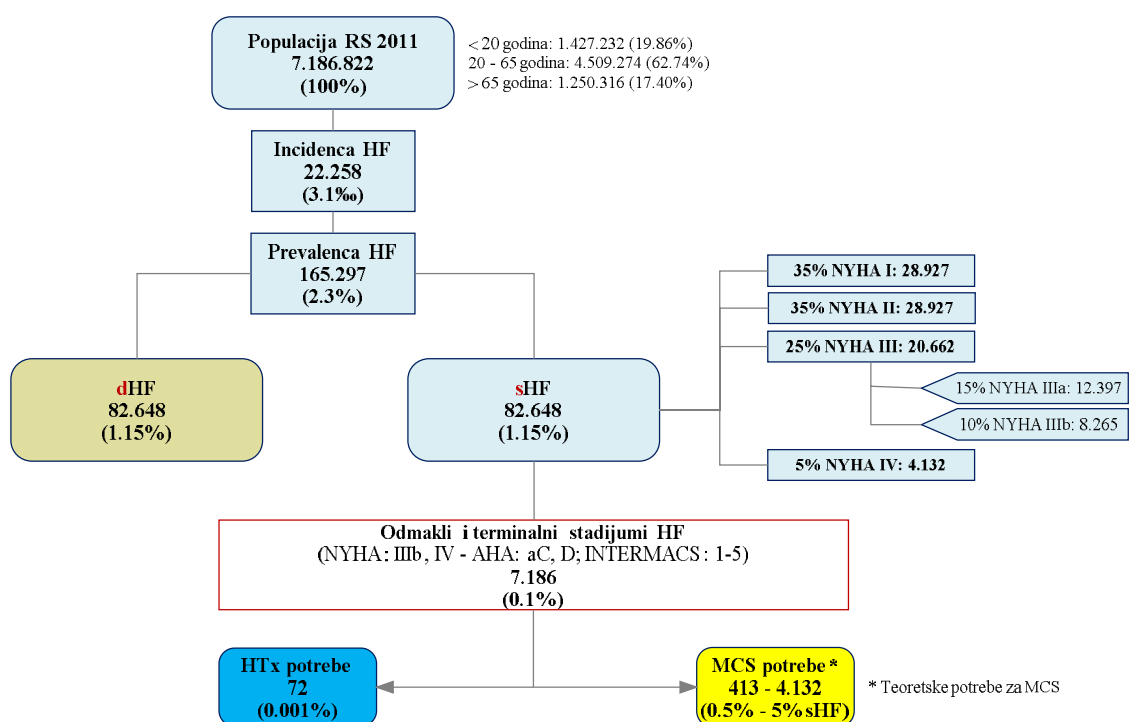 Populacija RS 2011
7.186.822
(100%)
< 20 godina: 1.427.232 (19.86%)
20 - 65 godina: 4.509.274 (62.74%)
> 65 godina: 1.250.316 (17.40%)
Incidenca HF
22.258
(3.1‰)
Prevalenca HF
165.297
(2.3%)
35% NYHA I: 28.927
35% NYHA II: 28.927
25% NYHA III: 20.662
15% NYHA IIIa: 12.397
10% NYHA IIIb: 8.265
5% NYHA IV: 4.132
dHF
82.648
(1.15%)
sHF
82.648
(1.15%)
Odmakli i terminalni stadijumi HF
(NYHA: IIIb, IV - AHA: aC, D; INTERMACS : 1-5)
7.186
(0.1%)
HTx potrebe
72
(0.001%)
MCS potrebe *
413 - 4.132
(0.5% - 5% sHF)
* Teoretske potrebe za MCS